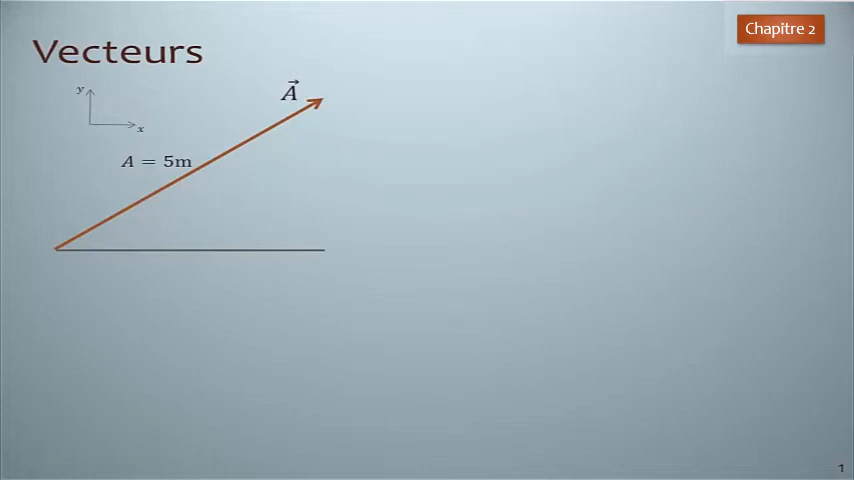 Chapitre 2
Vecteurs
y
x
A⃗
A = 5m
1